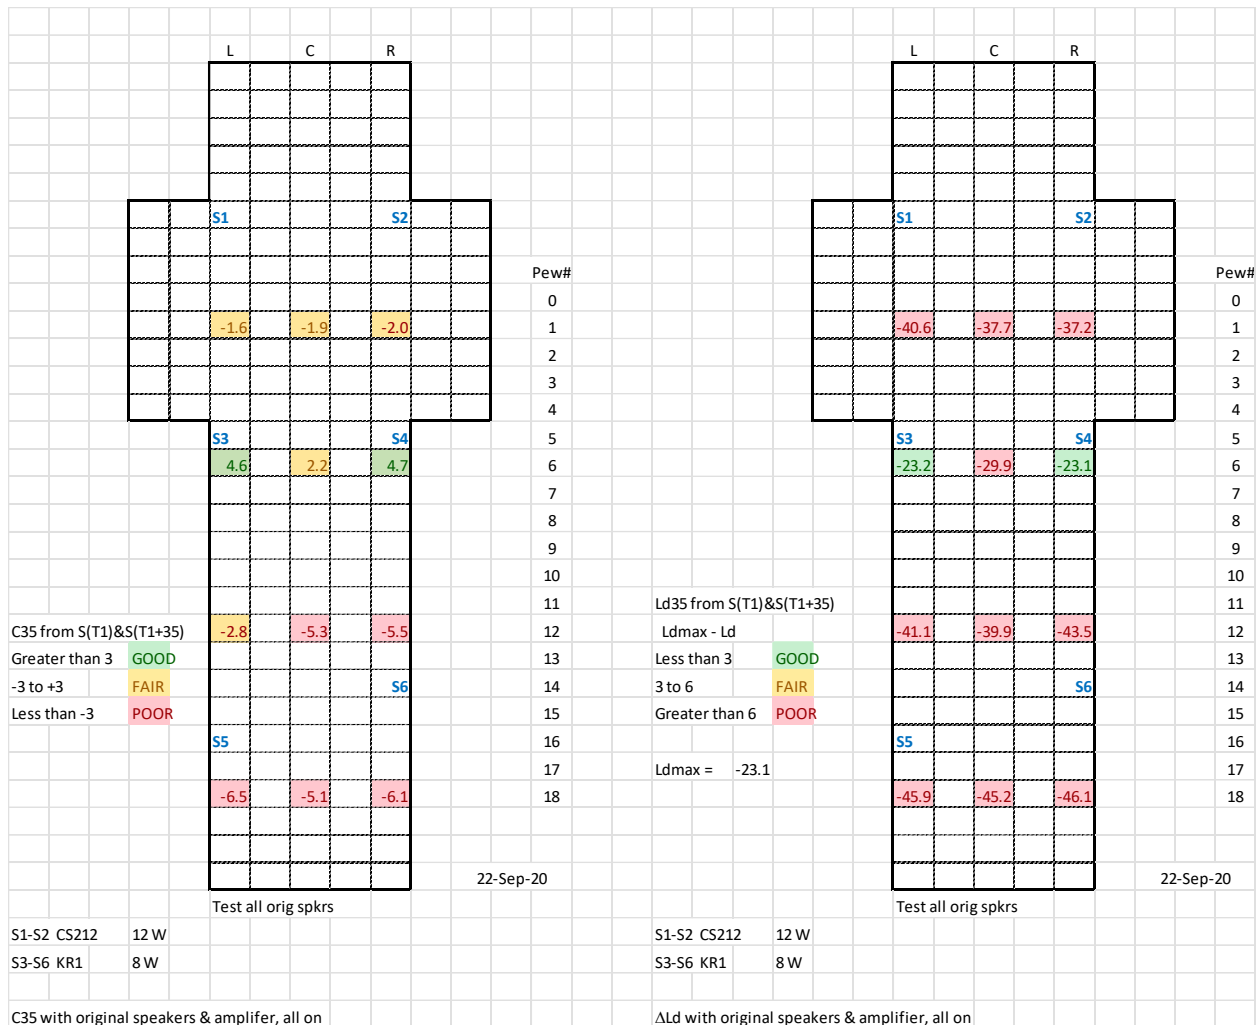 L C R
S1 S2
Pew#
0
-1.6 -1.9 -2.0 1
2
3
4
S3 S4 5
4.6 2.2 4.7 6
7
8
9
10
11
C35 from S(T1)&S(T1+35) -2.8 -5.3 -5.5 12
Greater than 3 GOOD 13
-3 to +3 FAIR S6 14
Less than -3 POOR 15
S5 16
17
-6.5 -5.1 -6.1 18
22-Sep-20
Test all orig spkrs
S1-S2 CS212 12 W
S3-S6 KR1 8 W
C35 with original speakers & amplifer, all on
L C R
S1 S2
Pew#
0
-40.6 -37.7 -37.2 1
2
3
4
S3 S4 5
-23.2 -29.9 -23.1 6
7
8
9
10
Ld35 from S(T1)&S(T1+35) 11
Ldmax - Ld -41.1 -39.9 -43.5 12
Less than 3 GOOD 13
3 to 6 FAIR S6 14
Greater than 6 POOR 15
S5 16
Ldmax = -23.1 17
-45.9 -45.2 -46.1 18
22-Sep-20
Test all orig spkrs
S1-S2 CS212 12 W
S3-S6 KR1 8 W
ΔLd with original speakers & amplifier, all on